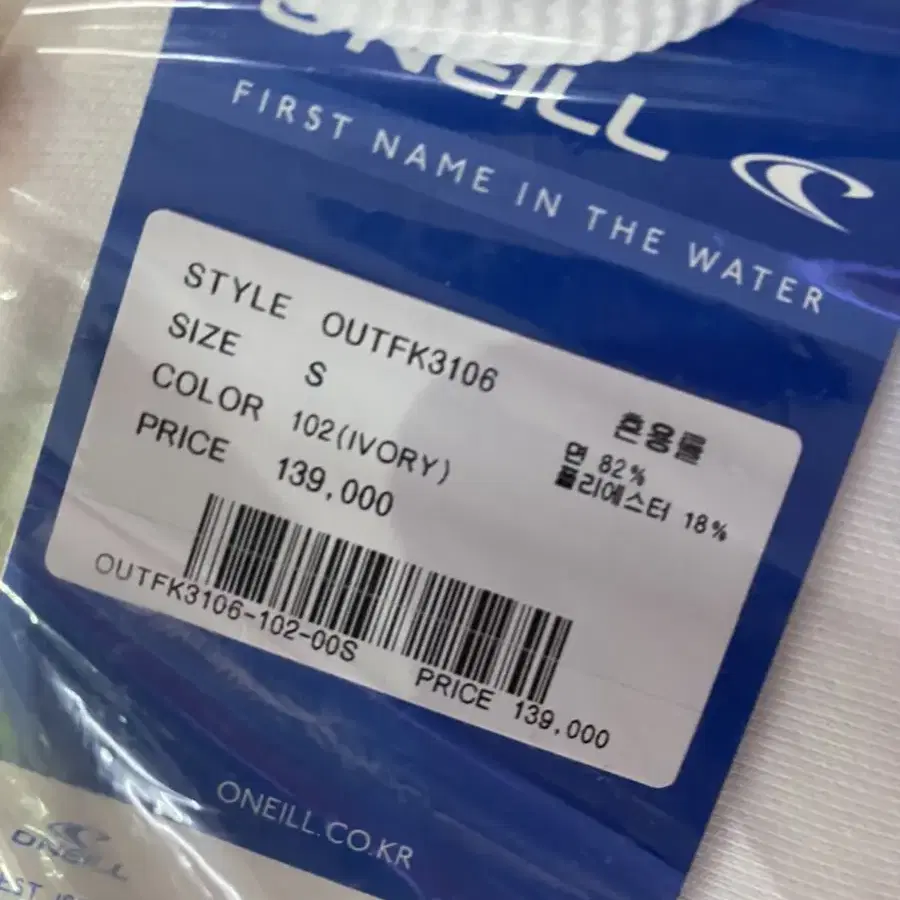 O'NEILL
FIRST NAME IN THE WATER
STYLE OUTFK3106
SIZE S
COLOR 102(IVORY)
PRICE 139,000
혼용률
면 82%
폴리에스터 18%
OUTFK3106-102-00S
PRICE 139,000
ONEILL.CO.KR
ONEILL